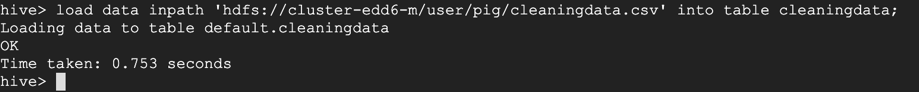 hive> load data inpath 'hdfs://cluster-edd6-m/user/pig/cleaningdata.csv' into table cleaningdata;
Loading data to table default.cleaningdata
OK
Time taken: 0.753 seconds
hive>